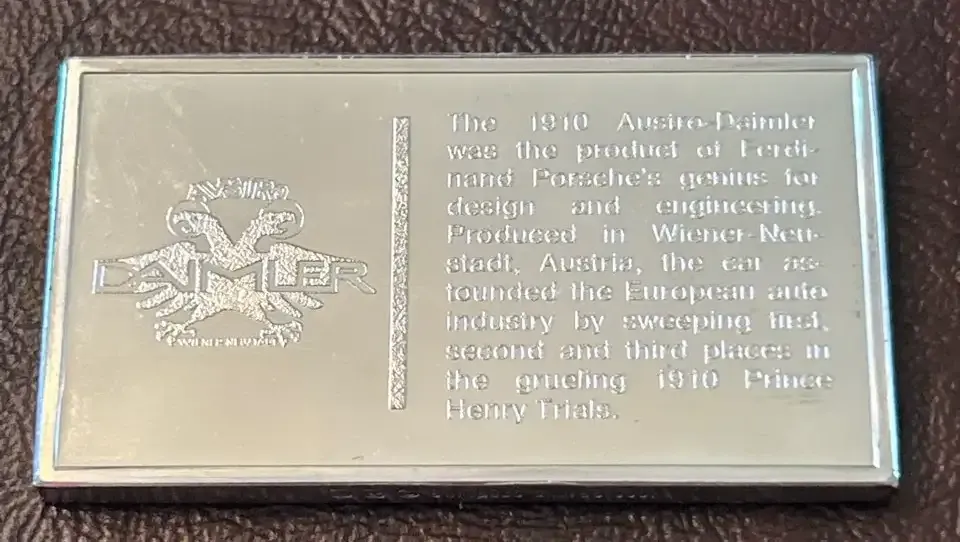 AUSTRO
DAIMLER
The 1910 Austro-Daimler
was the product of Ferdi-
nand Porsche's genius for
design and engineering.
Produced in Wiener-Neu-
stadt, Austria, the car as-
tounded the European auto
industry by sweeping first,
second and third places in
the grueling 1910 Prince
Henry Trials.